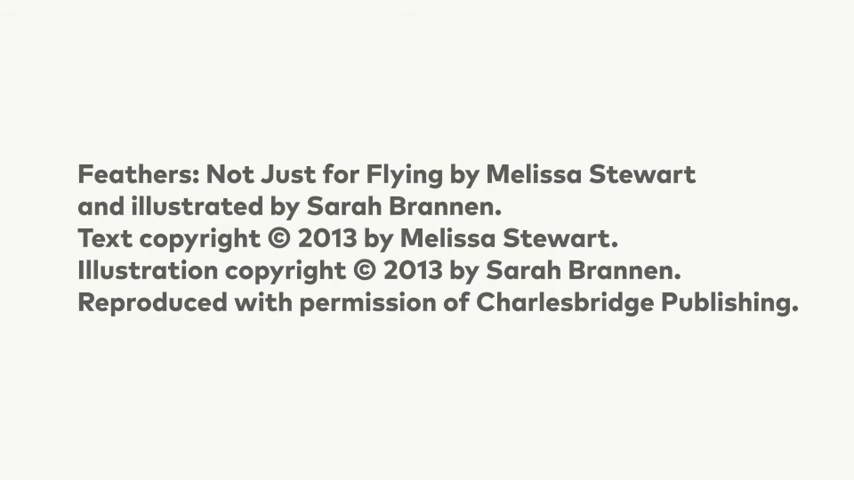 Feathers: Not Just for Flying by Melissa Stewart
and illustrated by Sarah Brannen.
Text copyright © 2013 by Melissa Stewart.
Illustration copyright © 2013 by Sarah Brannen.
Reproduced with permission of Charlesbridge Publishing.